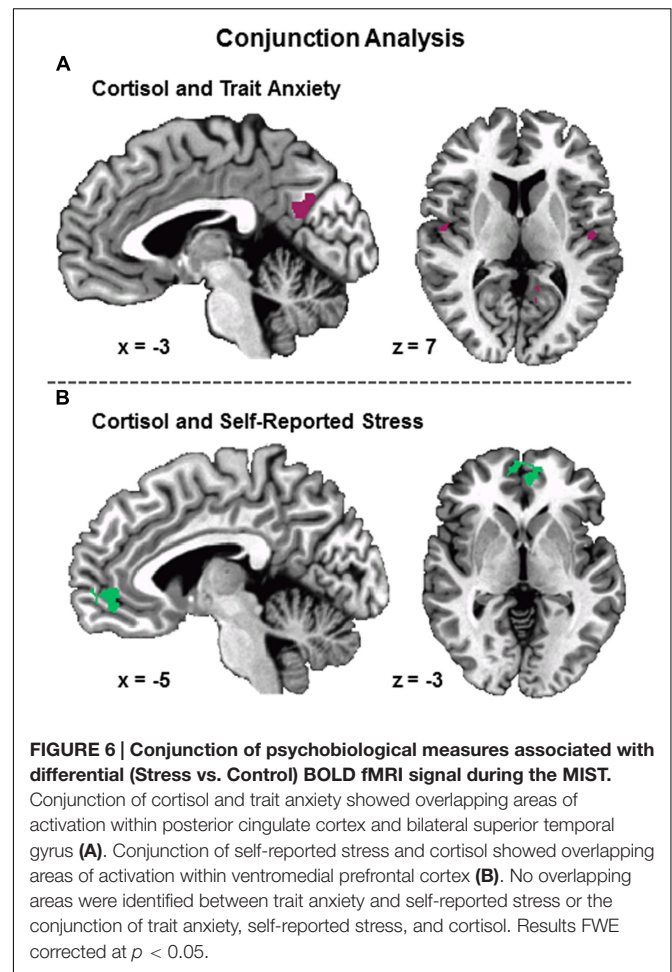 Conjunction Analysis
A
Cortisol and Trait Anxiety
x = -3
z = 7
B
Cortisol and Self-Reported Stress
x = -5
z = -3
FIGURE 6 | Conjunction of psychobiological measures associated with
differential (Stress vs. Control) BOLD fMRI signal during the MIST.
Conjunction of cortisol and trait anxiety showed overlapping areas of
activation within posterior cingulate cortex and bilateral superior temporal
gyrus (A). Conjunction of self-reported stress and cortisol showed overlapping
areas of activation within ventromedial prefrontal cortex (B). No overlapping
areas were identified between trait anxiety and self-reported stress or the
conjunction of trait anxiety, self-reported stress, and cortisol. Results FWE
corrected at p < 0.05.